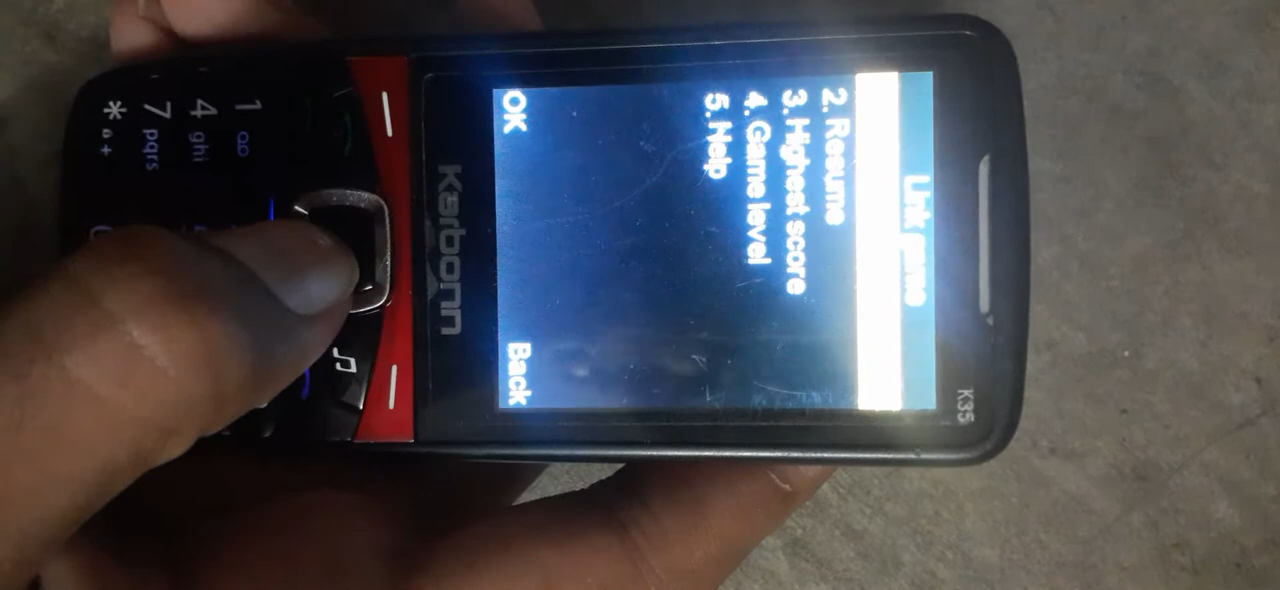 K35
Link game
2. Resume
3. Highest score
4. Game level
5. Help
OK
Back
Karbonn
1
4 ghi
7 pqrs
* a +